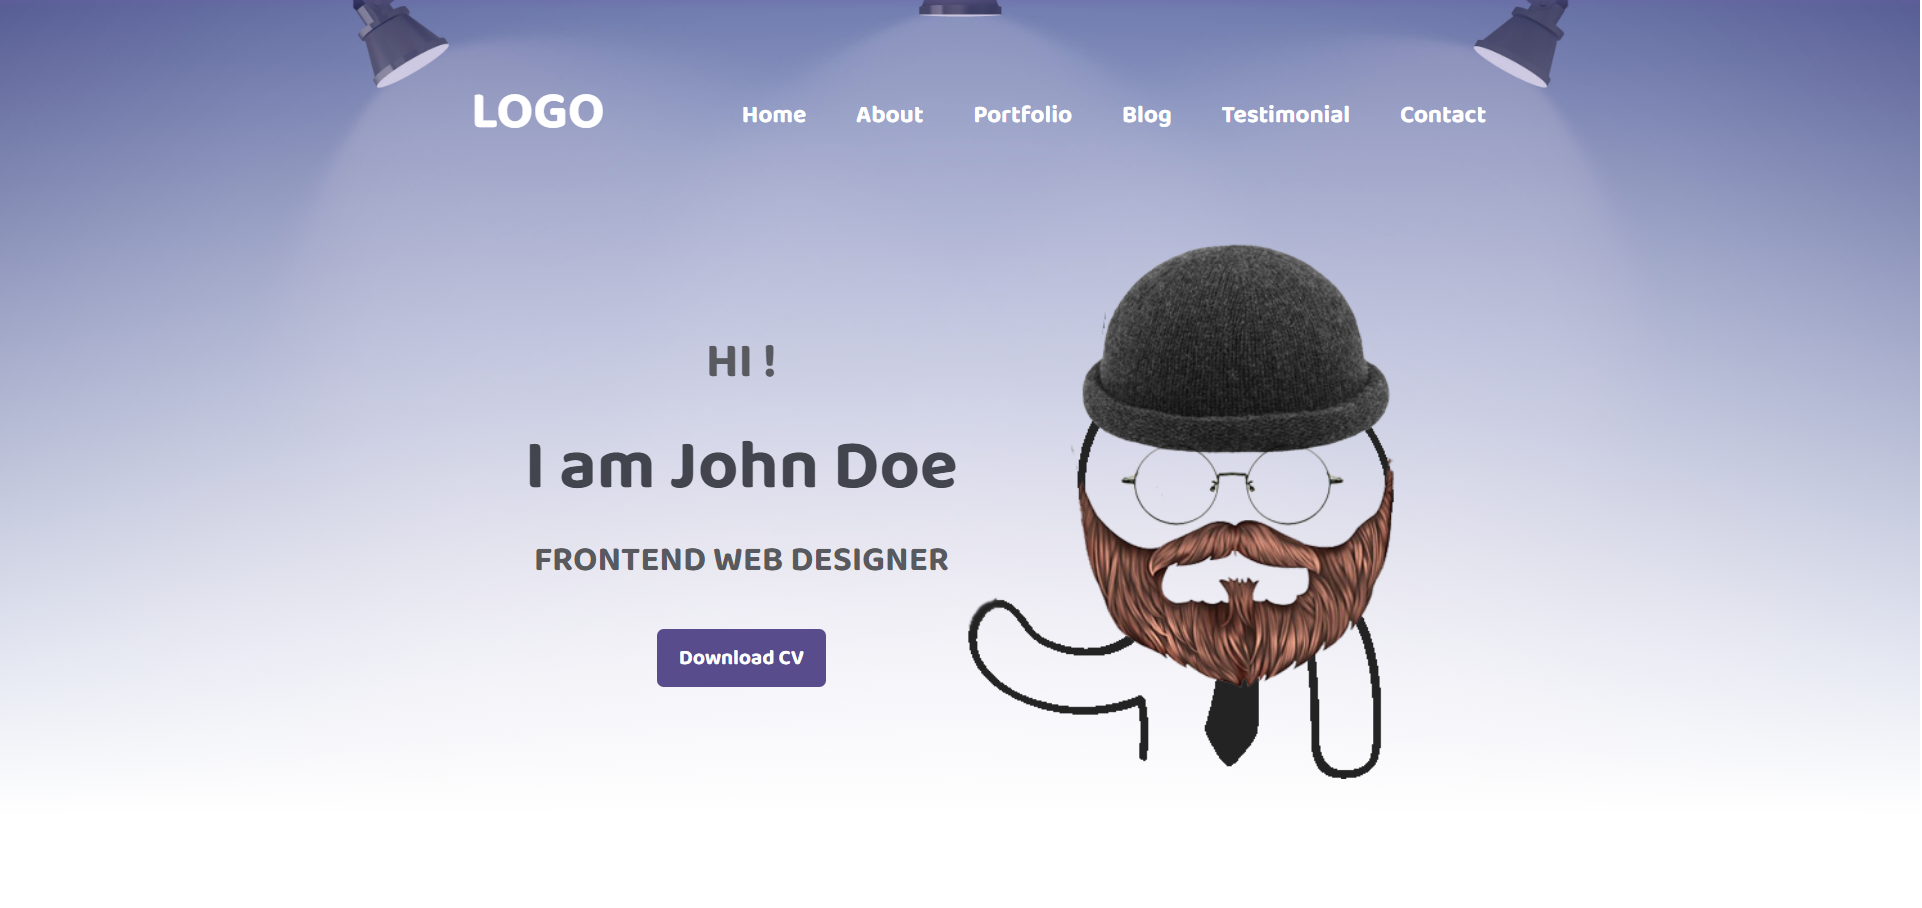 LOGO
Home About Portfolio Blog Testimonial Contact
HI !
I am John Doe
FRONTEND WEB DESIGNER
Download CV